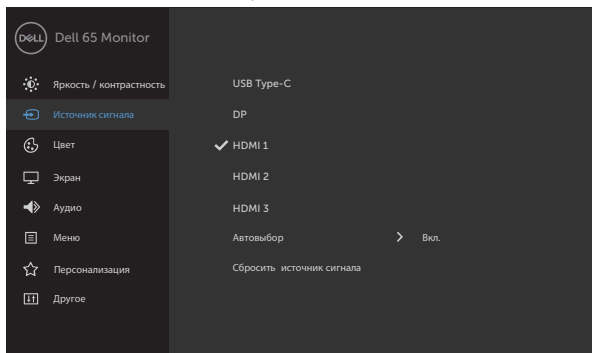 DELL
Dell 65 Monitor
Яркость / контрастность
Источник сигнала
Цвет
Экран
Аудио
Меню
Персонализация
Другое
USB Type-C
DP
HDMI 1
HDMI 2
HDMI 3
Автовыбор
Вкл.
Сбросить источник сигнала